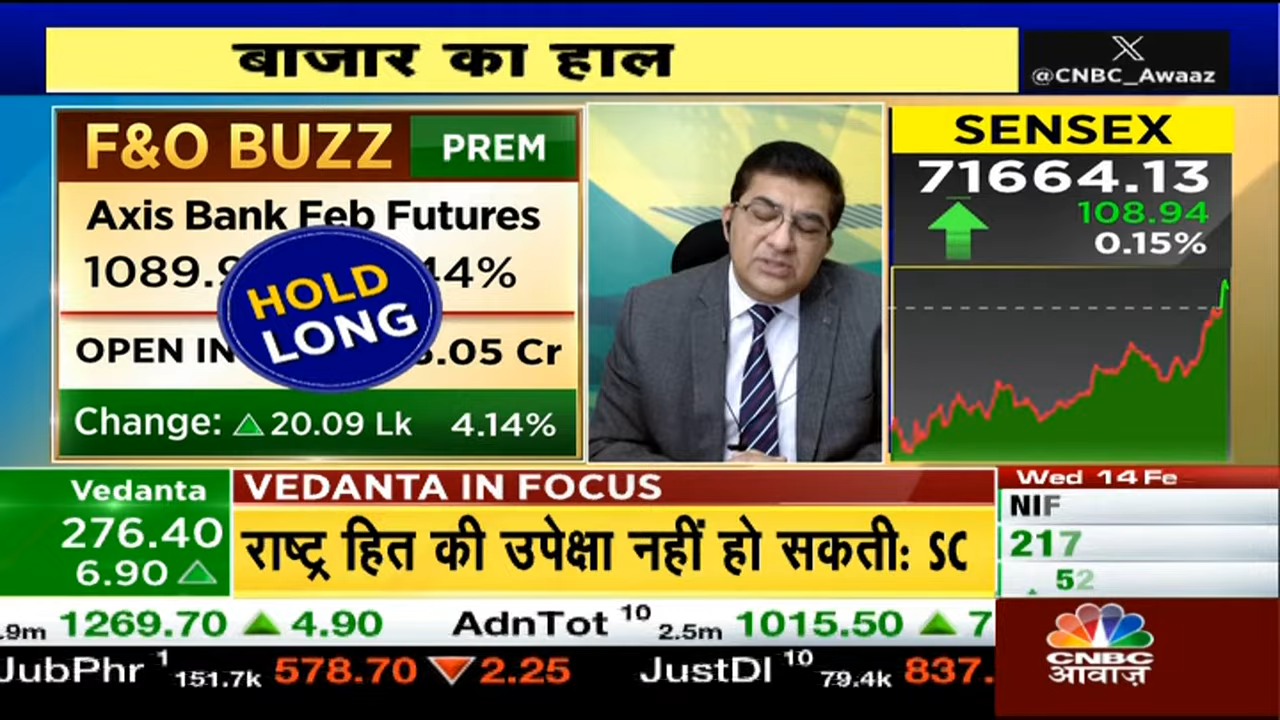 बाजार का हाल
X
@CNBC_Awaaz
F&O BUZZ
PREM
Axis Bank Feb Futures
1089.9
44%
HOLD
LONG
OPEN IN
.05 Cr
Change: ▲ 20.09 Lk 4.14%
SENSEX
71664.13
108.94
0.15%
Vedanta
276.40
6.90 ▲
VEDANTA IN FOCUS
राष्ट्र हित की उपेक्षा नहीं हो सकती: SC
Wed 14 Fe
NIF
217
52
.9m 1269.70 ▲ 4.90 AdnTot 10 2.5m 1015.50 ▲ 7
JubPhr 1 151.7k 578.70 ▼ 2.25 JustDI 10 79.4k 837.
CNBC
आवाज़